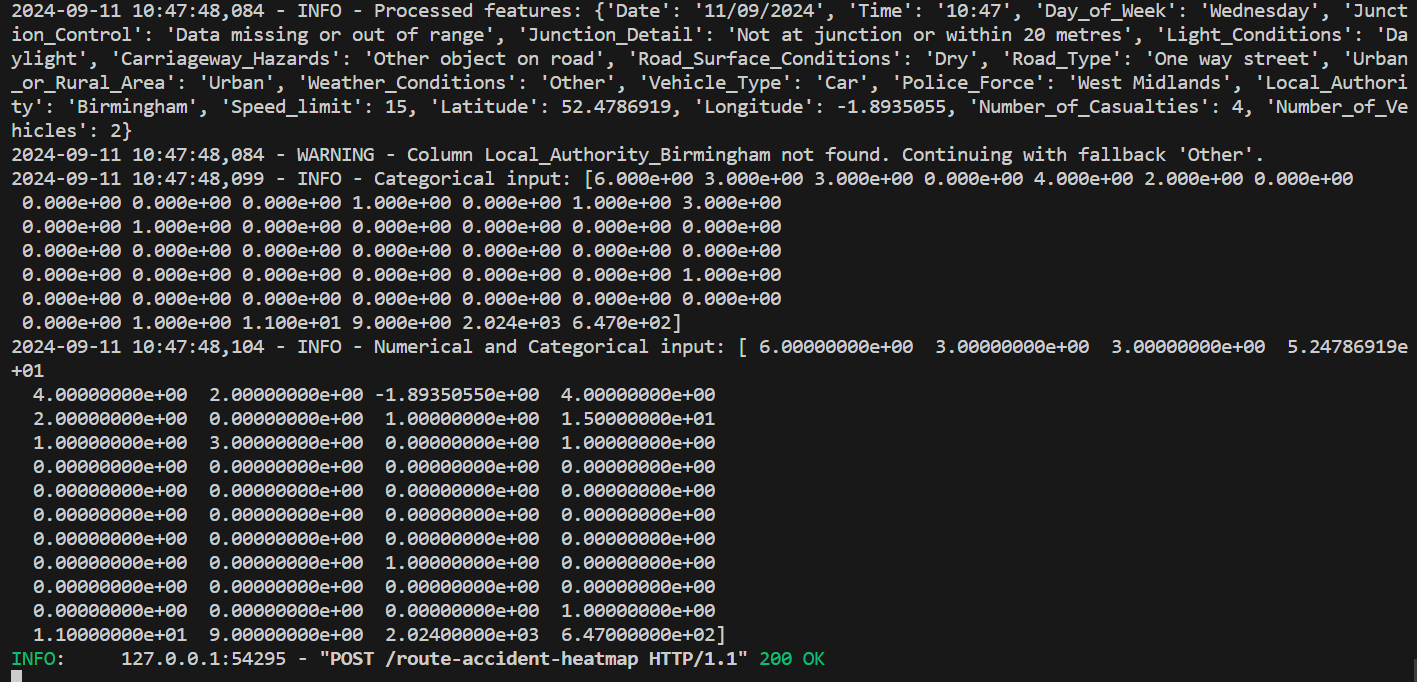 2024-09-11 10:47:48,084 - INFO - Processed features: {'Date': '11/09/2024', 'Time': '10:47', 'Day_of_Week': 'Wednesday', 'Junct
ion_Control': 'Data missing or out of range', 'Junction_Detail': 'Not at junction or within 20 metres', 'Light_Conditions': 'Da
ylight', 'Carriageway_Hazards': 'Other object on road', 'Road_Surface_Conditions': 'Dry', 'Road_Type': 'One way street', 'Urban
_or_Rural_Area': 'Urban', 'Weather_Conditions': 'Other', 'Vehicle_Type': 'Car', 'Police_Force': 'West Midlands', 'Local_Authori
ty': 'Birmingham', 'Speed_limit': 15, 'Latitude': 52.4786919, 'Longitude': -1.8935055, 'Number_of_Casualties': 4, 'Number_of_Ve
hicles': 2}
2024-09-11 10:47:48,084 - WARNING - Column Local_Authority_Birmingham not found. Continuing with fallback 'Other'.
2024-09-11 10:47:48,099 - INFO - Categorical input: [6.000e+00 3.000e+00 3.000e+00 0.000e+00 4.000e+00 2.000e+00 0.000e+00
0.000e+00 0.000e+00 0.000e+00 1.000e+00 0.000e+00 1.000e+00 3.000e+00
0.000e+00 1.000e+00 0.000e+00 0.000e+00 0.000e+00 0.000e+00 0.000e+00
0.000e+00 0.000e+00 0.000e+00 0.000e+00 0.000e+00 0.000e+00 0.000e+00
0.000e+00 0.000e+00 0.000e+00 0.000e+00 0.000e+00 0.000e+00 1.000e+00
0.000e+00 0.000e+00 0.000e+00 0.000e+00 0.000e+00 0.000e+00 0.000e+00
0.000e+00 1.000e+00 1.100e+01 9.000e+00 2.024e+03 6.470e+02]
2024-09-11 10:47:48,104 - INFO - Numerical and Categorical input: [ 6.00000000e+00  3.00000000e+00  3.00000000e+00  5.24786919e
+01
4.00000000e+00  2.00000000e+00 -1.89350550e+00  4.00000000e+00
2.00000000e+00  0.00000000e+00  1.00000000e+00  1.50000000e+01
1.00000000e+00  3.00000000e+00  0.00000000e+00  1.00000000e+00
0.00000000e+00  0.00000000e+00  0.00000000e+00  0.00000000e+00
0.00000000e+00  0.00000000e+00  0.00000000e+00  0.00000000e+00
0.00000000e+00  0.00000000e+00  0.00000000e+00  0.00000000e+00
0.00000000e+00  0.00000000e+00  0.00000000e+00  0.00000000e+00
0.00000000e+00  0.00000000e+00  1.00000000e+00  0.00000000e+00
0.00000000e+00  0.00000000e+00  0.00000000e+00  0.00000000e+00
0.00000000e+00  0.00000000e+00  0.00000000e+00  1.00000000e+00
1.10000000e+01  9.00000000e+00  2.02400000e+03  6.47000000e+02]
INFO:     127.0.0.1:54295 - "POST /route-accident-heatmap HTTP/1.1" 200 OK